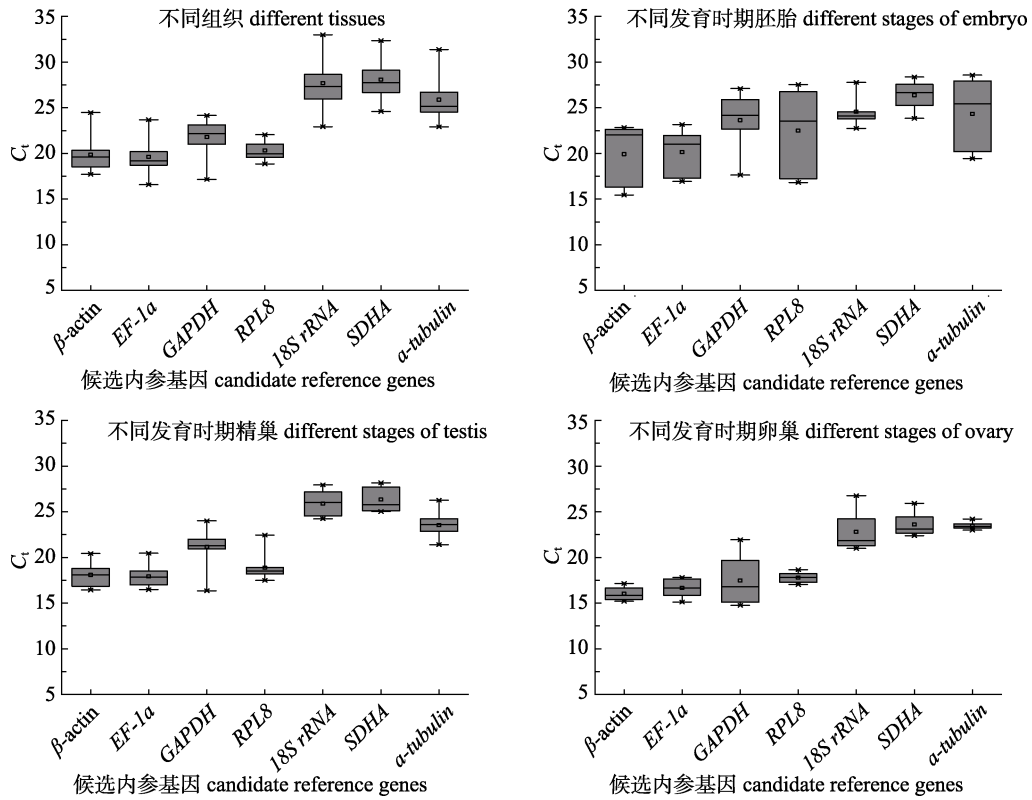 不同组织 different tissues
35
30
25
20
15
10
5
Ct
β-actin
EF-1a
GAPDH
RPL8
18S rRNA
SDHA
a-tubulin
候选内参基因 candidate reference genes
不同发育时期胚胎 different stages of embryo
35
30
25
20
15
10
5
Ct
β-actin
EF-1a
GAPDH
RPL8
18S rRNA
SDHA
a-tubulin
候选内参基因 candidate reference genes
不同发育时期精巢 different stages of testis
35
30
25
20
15
10
5
Ct
β-actin
EF-1a
GAPDH
RPL8
18S rRNA
SDHA
a-tubulin
候选内参基因 candidate reference genes
不同发育时期卵巢 different stages of ovary
35
30
25
20
15
10
5
Ct
β-actin
EF-1a
GAPDH
RPL8
18S rRNA
SDHA
a-tubulin
候选内参基因 candidate reference genes